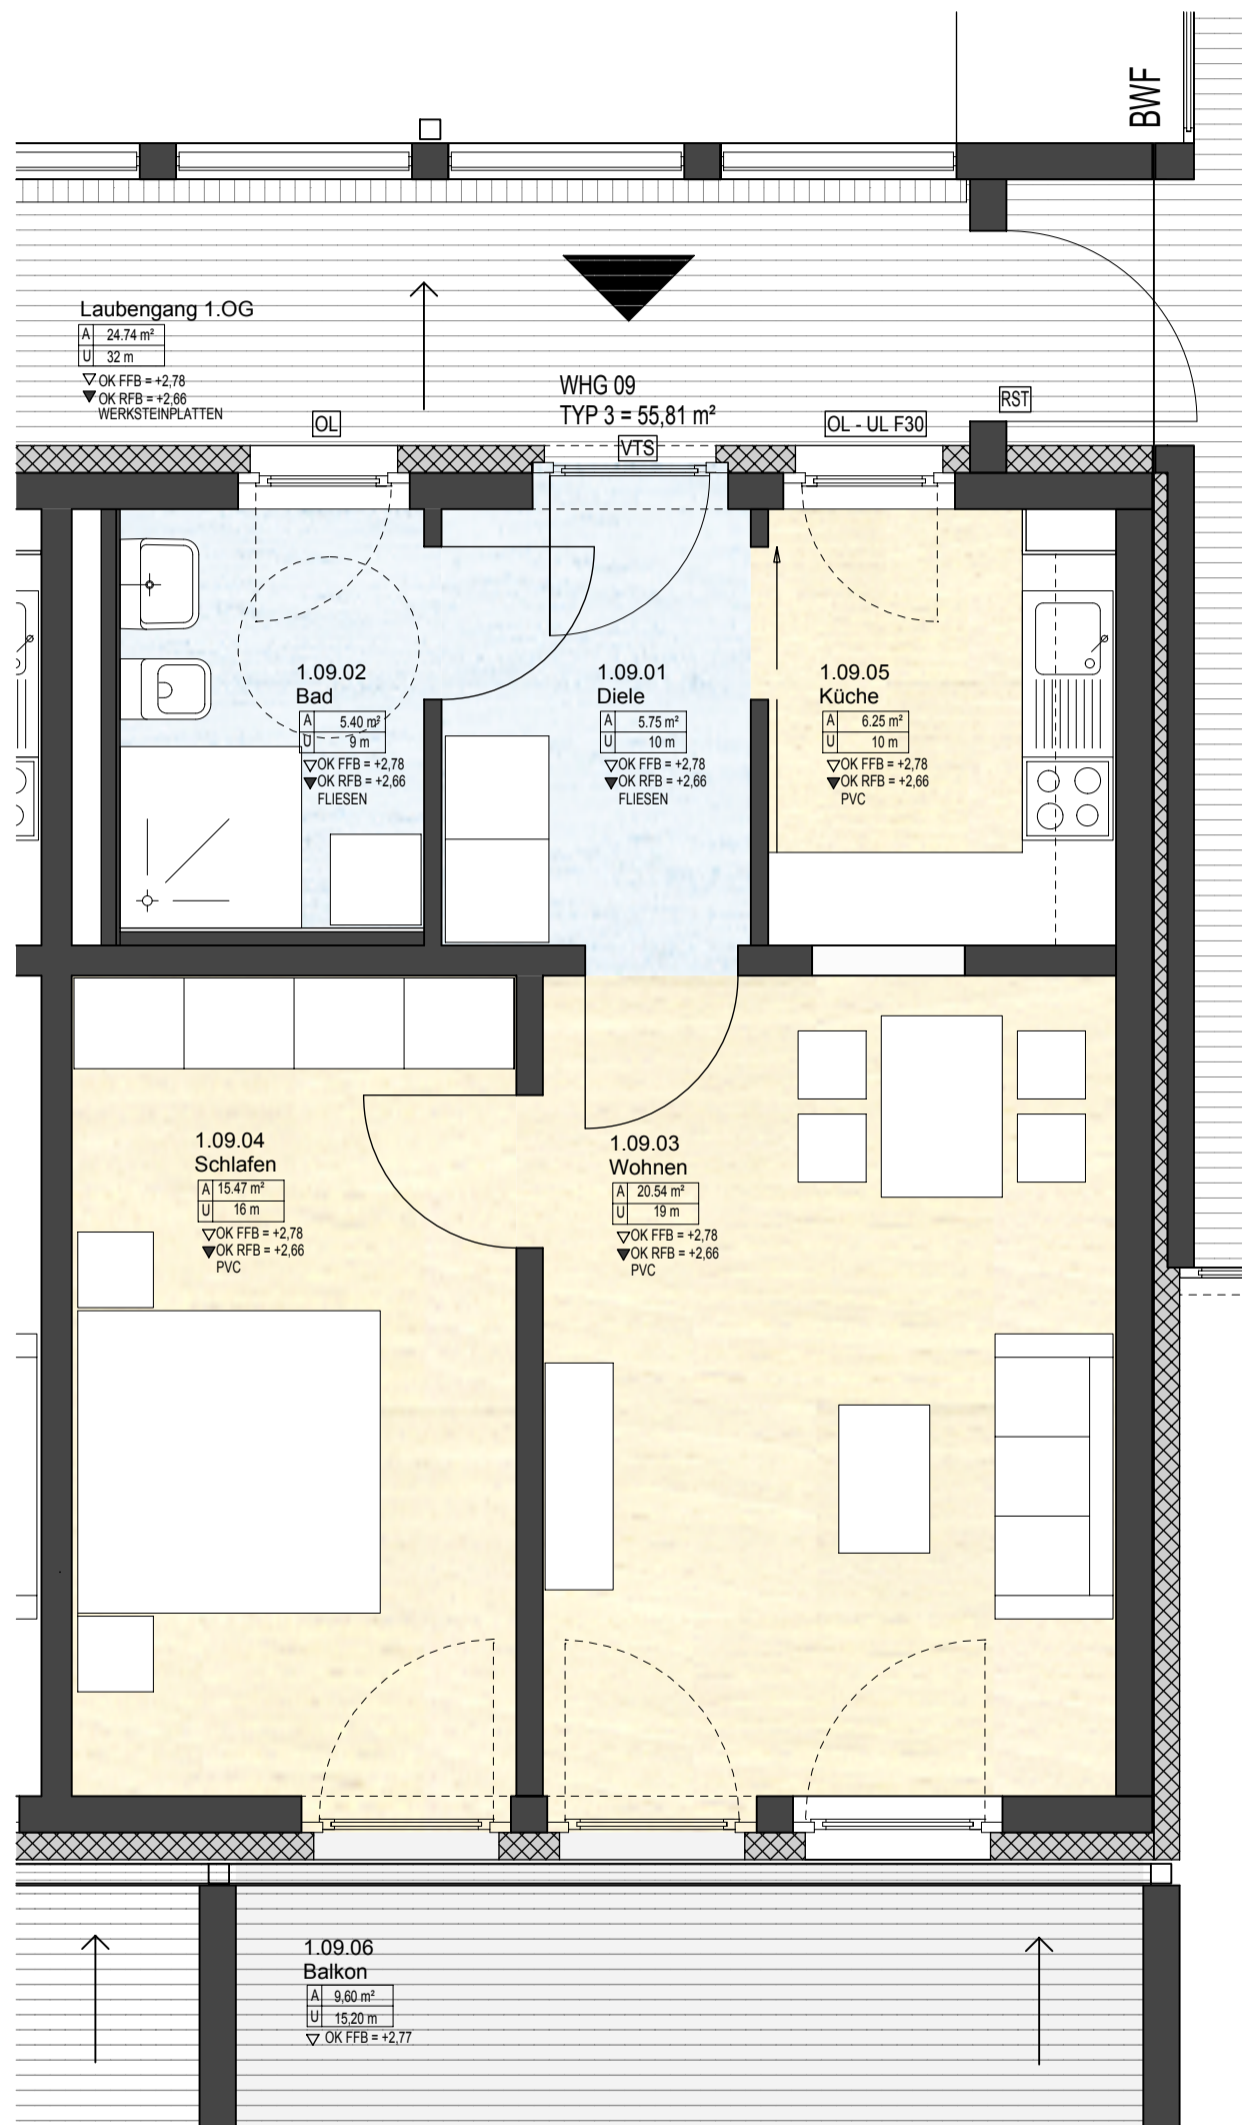 BWF
Laubengang 1.OG
A 24.74 m²
U 32 m
OK FFB = +2,78
OK RFB = +2,66
WERKSTEINPLATTEN
WHG 09
TYP 3 = 55,81 m²
RST
OL
VTS
OL - UL F30
1.09.02
Bad
A 5.40 m²
U 9 m
OK FFB = +2,78
OK RFB = +2,66
FLIESEN
1.09.01
Diele
A 5.75 m²
U 10 m
OK FFB = +2,78
OK RFB = +2,66
FLIESEN
1.09.05
Küche
A 6.25 m²
U 10 m
OK FFB = +2,78
OK RFB = +2,66
PVC
1.09.04
Schlafen
A 15.47 m²
U 16 m
OK FFB = +2,78
OK RFB = +2,66
PVC
1.09.03
Wohnen
A 20.54 m²
U 19 m
OK FFB = +2,78
OK RFB = +2,66
PVC
1.09.06
Balkon
A 9,60 m²
U 15,20 m
OK FFB = +2,77